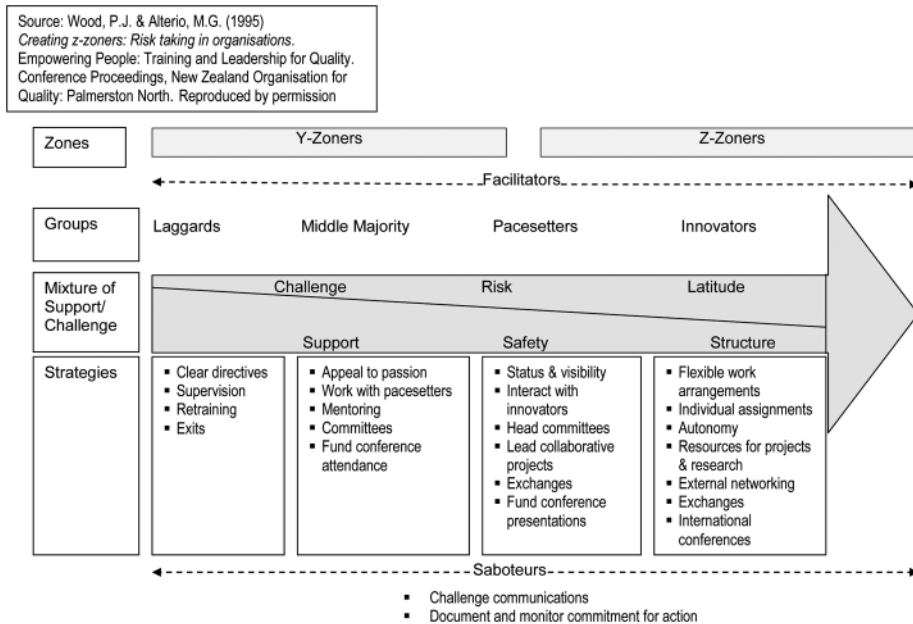 Source: Wood, P.J. & Alterio, M.G. (1995)
Creating z-zoners: Risk taking in organisations.
Empowering People: Training and Leadership for Quality.
Conference Proceedings, New Zealand Organisation for
Quality: Palmerston North. Reproduced by permission
Zones
Y-Zoners
Z-Zoners
Facilitators
Groups
Laggards
Middle Majority
Pacesetters
Innovators
Mixture of
Support/
Challenge
Challenge
Risk
Latitude
Support
Safety
Structure
Strategies
▪ Clear directives
▪ Supervision
▪ Retraining
▪ Exits
▪ Appeal to passion
▪ Work with pacesetters
▪ Mentoring
▪ Committees
▪ Fund conference
attendance
▪ Status & visibility
▪ Interact with
innovators
▪ Head committees
▪ Lead collaborative
projects
▪ Exchanges
▪ Fund conference
presentations
▪ Flexible work
arrangements
▪ Individual assignments
▪ Autonomy
▪ Resources for projects
& research
▪ External networking
▪ Exchanges
▪ International
conferences
Saboteurs
▪ Challenge communications
▪ Document and monitor commitment for action